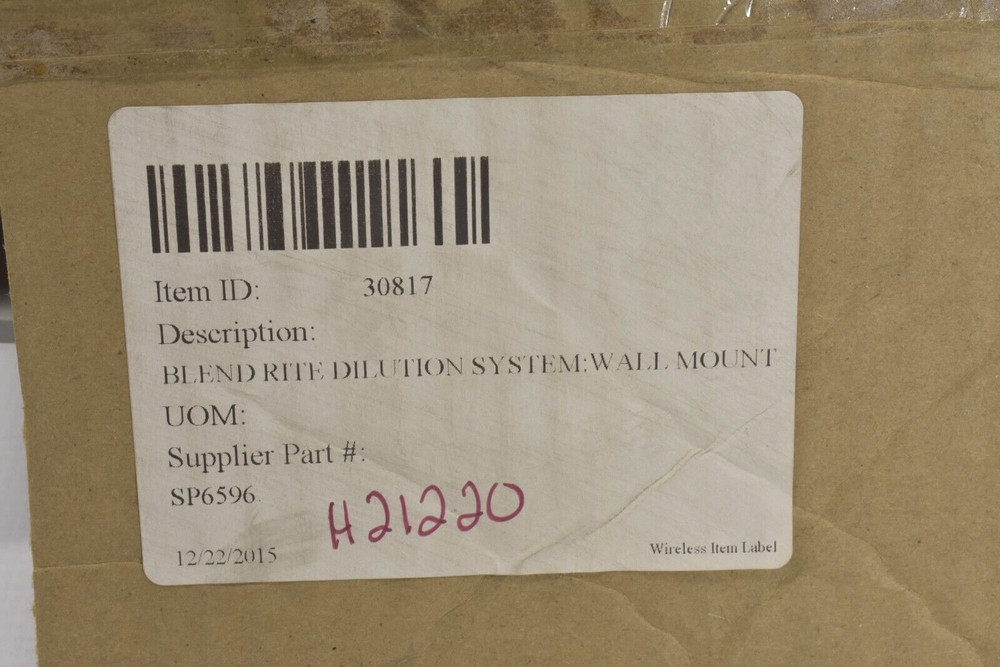 Item ID: 30817
Description:
BLEND RITE DILUTION SYSTEM:WALL MOUNT
UOM:
Supplier Part #:
SP6596
H21220
12/22/2015
Wireless Item Label